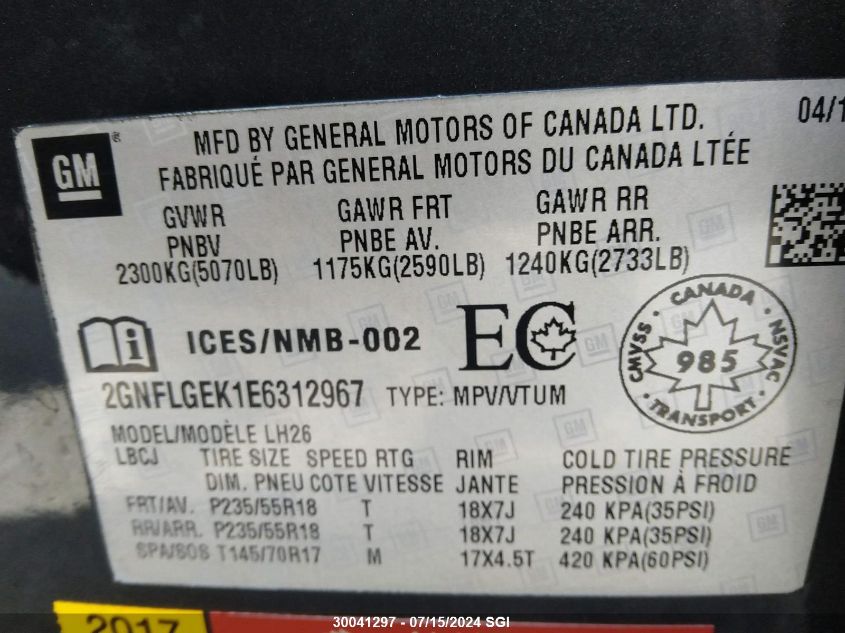 GM
®
MFD BY GENERAL MOTORS OF CANADA LTD.
04/1
FABRIQUÉ PAR GENERAL MOTORS DU CANADA LTÉE
GVWR GAWR FRT GAWR RR
PNBV PNBE AV. PNBE ARR.
2300KG(5070LB) 1175KG(2590LB) 1240KG(2733LB)
i ICES/NMB-002 EC
CANADA
CMVSS 985 NSVAC
TRANSPORT
2GNFLGEK1E6312967 TYPE: MPV/VTUM
MODEL/MODÈLE LH26
LBCJ TIRE SIZE SPEED RTG RIM COLD TIRE PRESSURE
DIM. PNEU COTE VITESSE JANTE PRESSION À FROID
FRT/AV. P235/55R18 T 18X7J 240 KPA(35PSI)
RR/ARR. P235/55R18 T 18X7J 240 KPA(35PSI)
SPA/SOS T145/70R17 M 17X4.5T 420 KPA(60PSI)
2017
30041297 - 07/15/2024 SGI